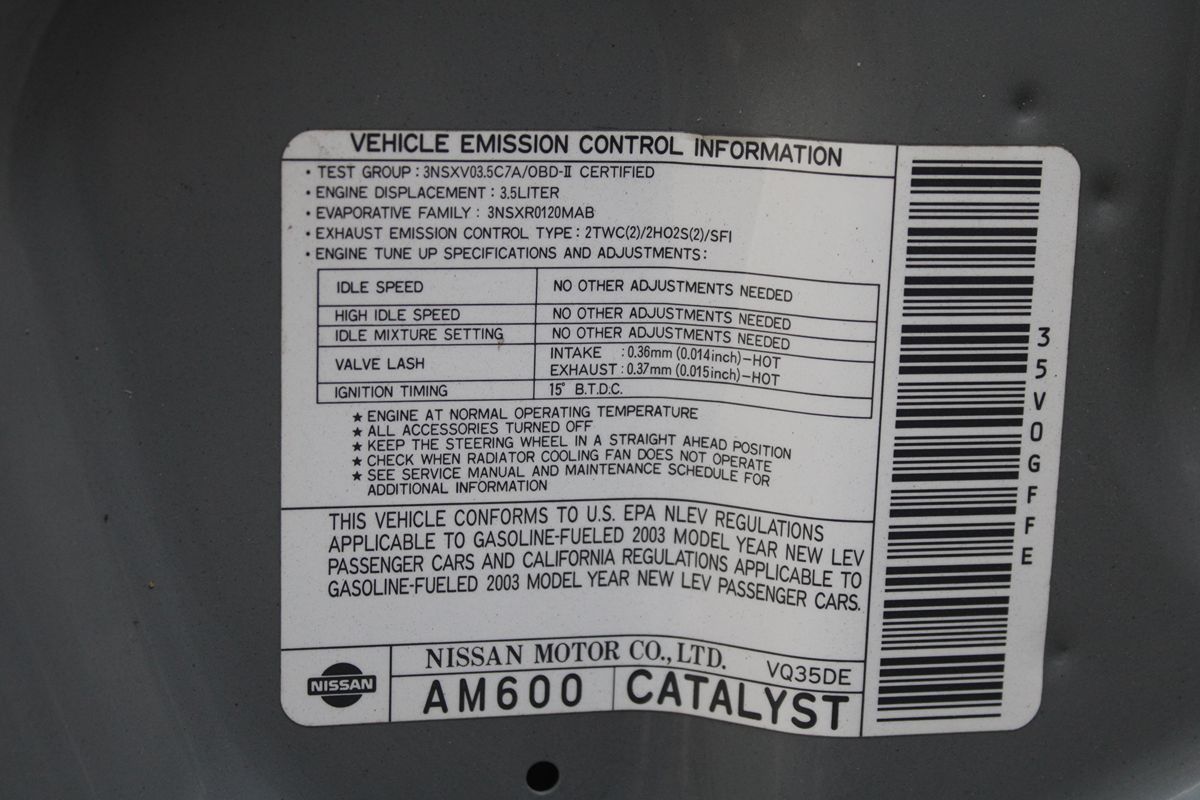 VEHICLE EMISSION CONTROL INFORMATION
• TEST GROUP : 3NSXV03.5C7A/OBD-II CERTIFIED
• ENGINE DISPLACEMENT : 3.5LITER
• EVAPORATIVE FAMILY : 3NSXR0120MAB
• EXHAUST EMISSION CONTROL TYPE : 2TWC(2)/2HO2S(2)/SFI
• ENGINE TUNE UP SPECIFICATIONS AND ADJUSTMENTS:
IDLE SPEED NO OTHER ADJUSTMENTS NEEDED
HIGH IDLE SPEED NO OTHER ADJUSTMENTS NEEDED
IDLE MIXTURE SETTING NO OTHER ADJUSTMENTS NEEDED
VALVE LASH INTAKE : 0.36mm (0.014inch)-HOT
EXHAUST : 0.37mm (0.015inch)-HOT
IGNITION TIMING 15° B.T.D.C.
★ ENGINE AT NORMAL OPERATING TEMPERATURE
★ ALL ACCESSORIES TURNED OFF
★ KEEP THE STEERING WHEEL IN A STRAIGHT AHEAD POSITION
★ CHECK WHEN RADIATOR COOLING FAN DOES NOT OPERATE
★ SEE SERVICE MANUAL AND MAINTENANCE SCHEDULE FOR
ADDITIONAL INFORMATION
THIS VEHICLE CONFORMS TO U.S. EPA NLEV REGULATIONS
APPLICABLE TO GASOLINE-FUELED 2003 MODEL YEAR NEW LEV
PASSENGER CARS AND CALIFORNIA REGULATIONS APPLICABLE TO
GASOLINE-FUELED 2003 MODEL YEAR NEW LEV PASSENGER CARS.
NISSAN
NISSAN MOTOR CO.,LTD. VQ35DE
AM600 CATALYST
35V0GFFE